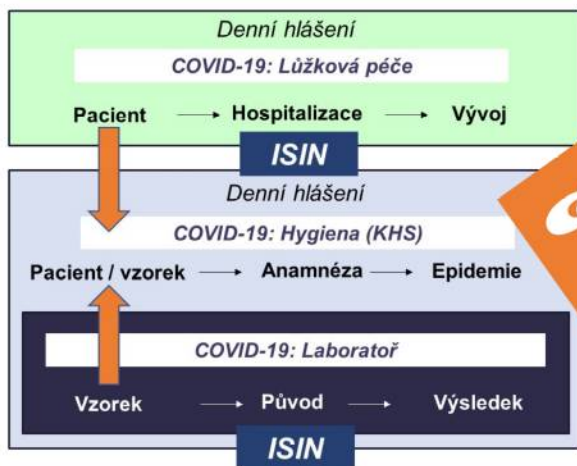 Denní hlášení
COVID-19: Lůžková péče
Pacient → Hospitalizace → Vývoj
ISIN
Denní hlášení
COVID-19: Hygiena (KHS)
Pacient / vzorek → Anamnéza → Epidemie
COVID-19: Laboratoř
Vzorek → Původ → Výsledek
ISIN